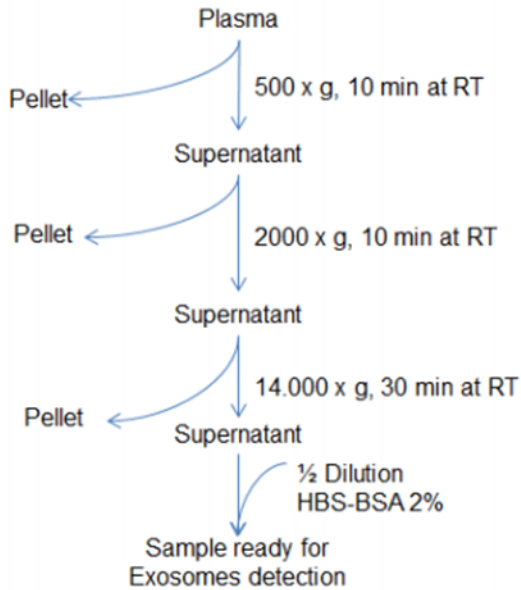 Plasma
500 x g, 10 min at RT
Pellet
Supernatant
2000 x g, 10 min at RT
Pellet
Supernatant
14.000 x g, 30 min at RT
Pellet
Supernatant
½ Dilution
HBS-BSA 2%
Sample ready for
Exosomes detection